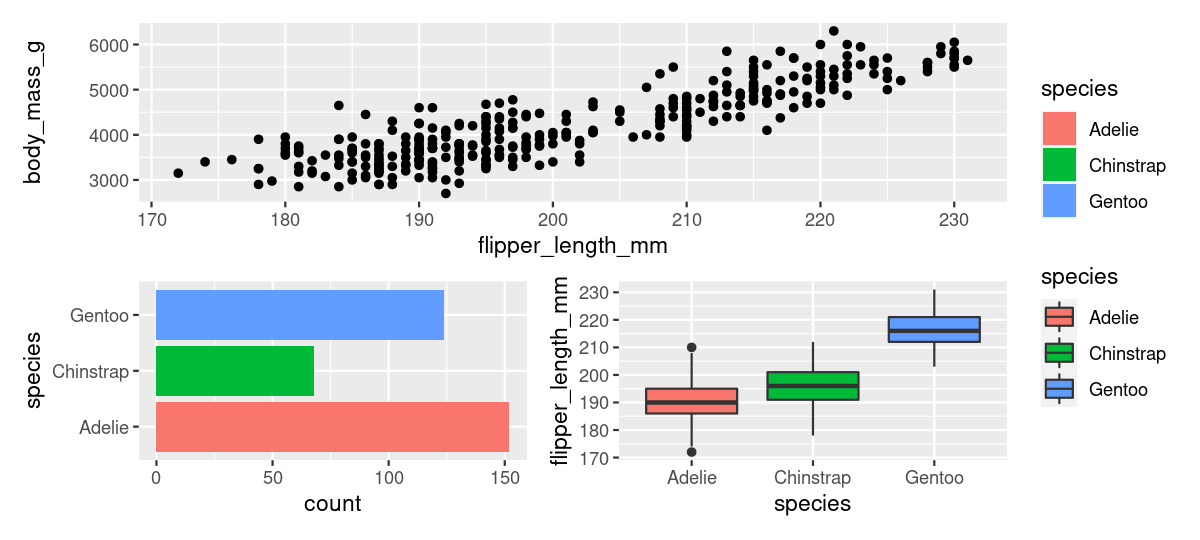 body_mass_g
6000
5000
4000
3000
170 180 190 200 210 220 230
flipper_length_mm
species
Adelie
Chinstrap
Gentoo
species
Gentoo
Chinstrap
Adelie
0 50 100 150
count
flipper_length_mm
230
220
210
200
190
180
170
Adelie Chinstrap Gentoo
species
species
Adelie
Chinstrap
Gentoo